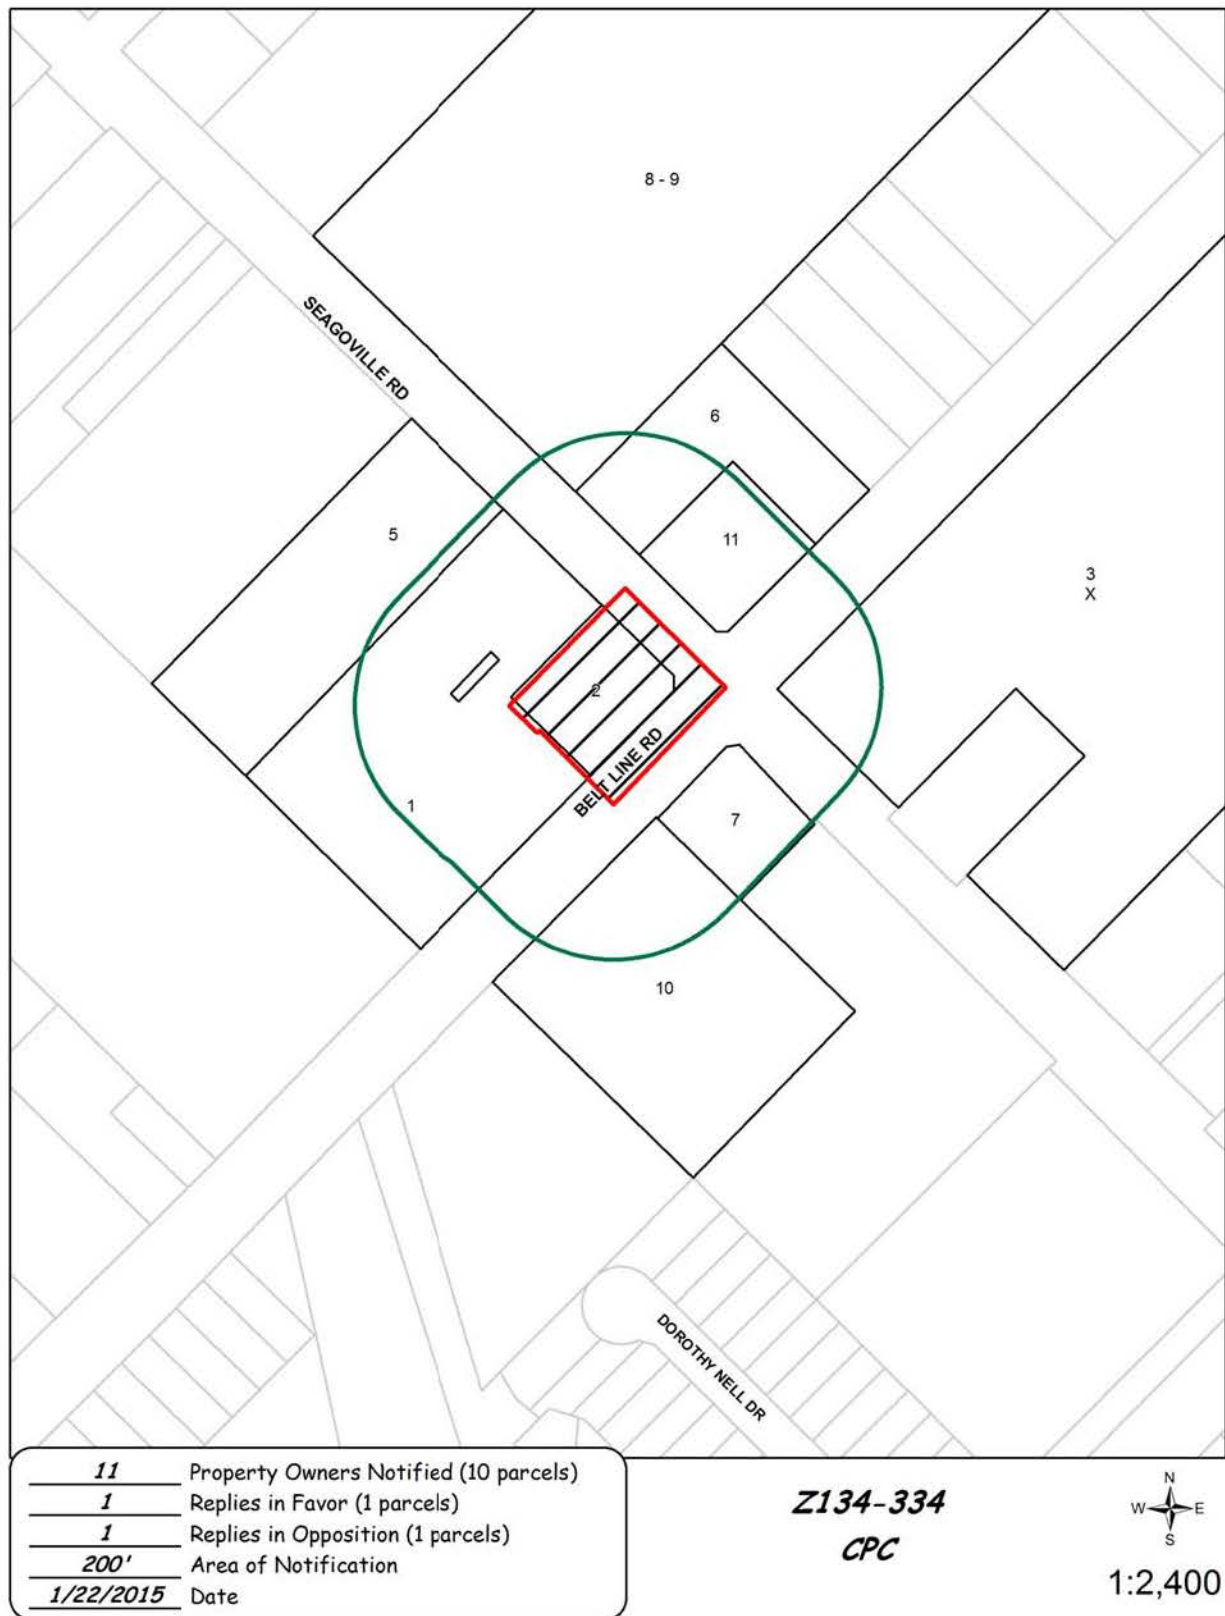 8 - 9
SEAGOVILLE RD
6
5
11
3
X
2
BELT LINE RD
1
7
10
DOROTHY NELL DR
11 Property Owners Notified (10 parcels)
1 Replies in Favor (1 parcels)
1 Replies in Opposition (1 parcels)
200' Area of Notification
1/22/2015 Date
Z134-334
CPC
N
W E
S
1:2,400